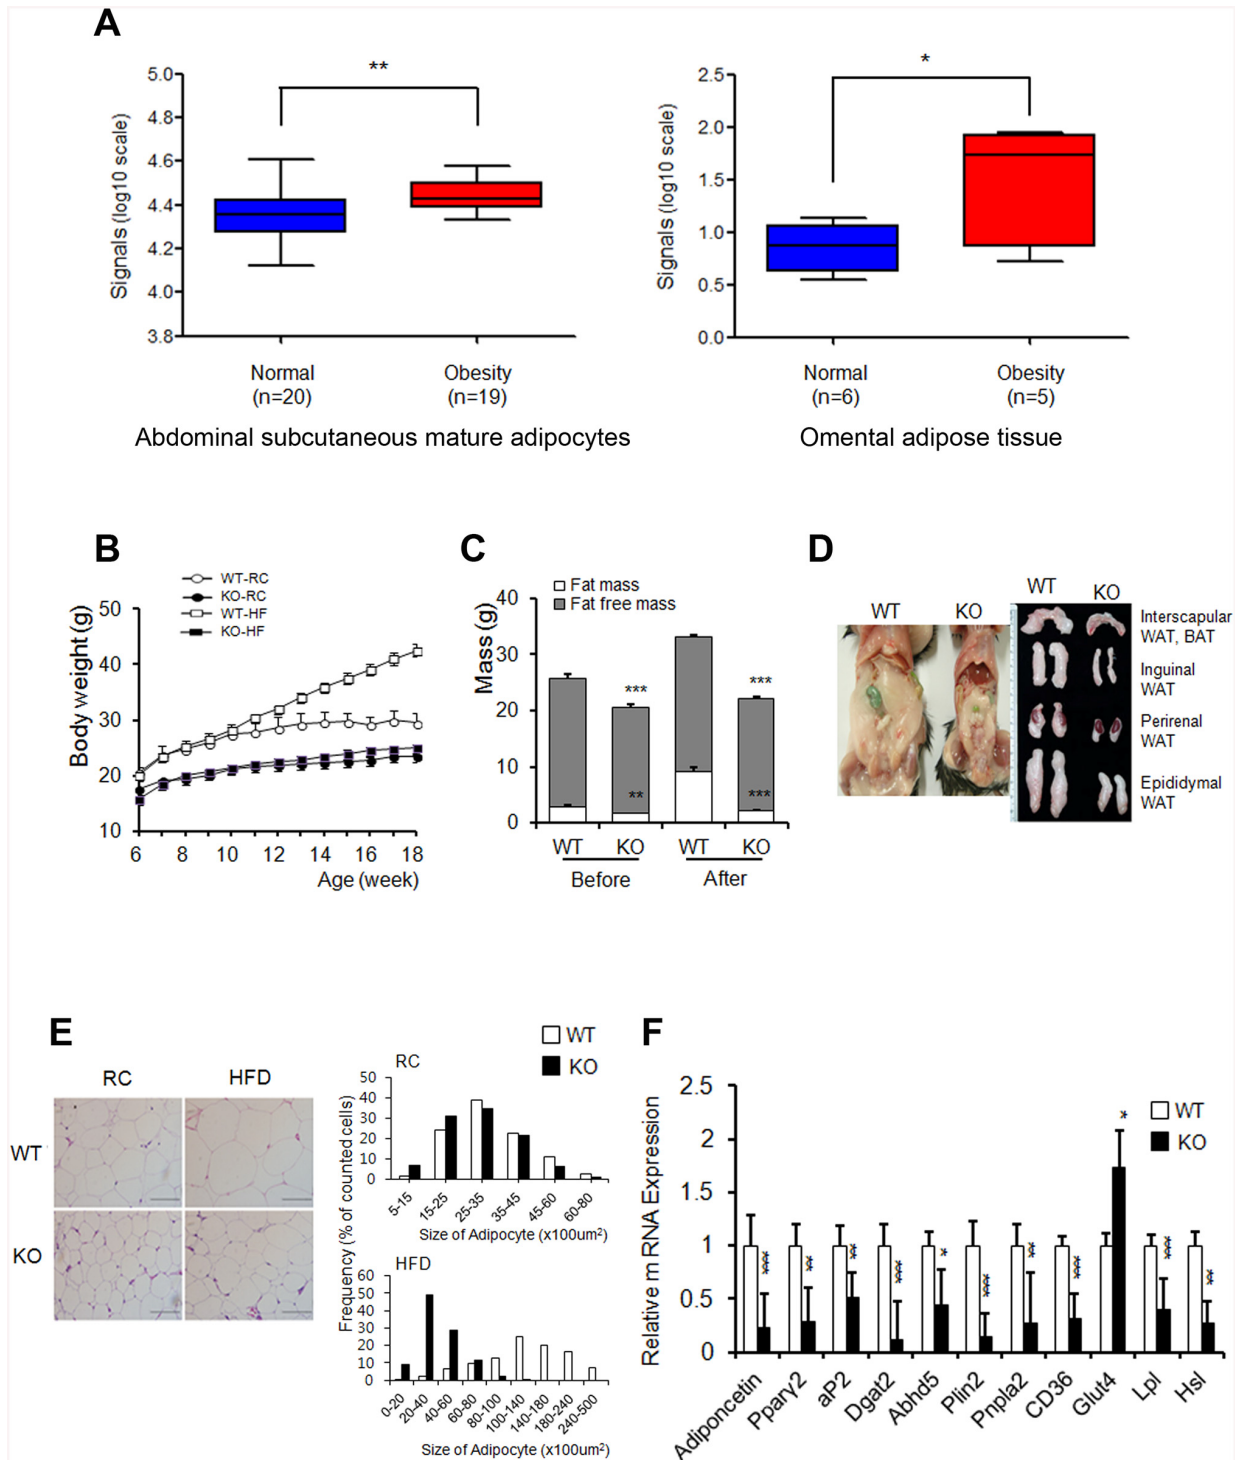 A
**
*
5.0
4.8
4.6
4.4
4.2
4.0
3.8
Signals (log10 scale)
Normal
(n=20)
Obesity
(n=19)
Abdominal subcutaneous mature adipocytes
2.5
2.0
1.5
1.0
0.5
0.0
Signals (log10 scale)
Normal
(n=6)
Obesity
(n=5)
Omental adipose tissue
B
WT-RC
KO-RC
WT-HF
KO-HF
Body weight (g)
50
40
30
20
10
6 8 10 12 14 16 18
Age (week)
C
Fat mass
Fat free mass
Mass (g)
40
30
20
10
0
***
**
***
***
WT KO WT KO
Before After
D
WT KO
WT KO
Interscapular
WAT, BAT
Inguinal
WAT
Perirenal
WAT
Epididymal
WAT
E
RC HFD
WT
KO
WT
KO
Frequency (% of counted cells)
RC
50
40
30
20
10
0
5-15 15-25 25-35 35-45 45-60 60-80
Size of Adipocyte (x100um²)
HFD
60
50
40
30
20
10
0
0-20 20-40 40-60 60-80 80-100 100-140 140-180 180-240 240-500
Size of Adipocyte (x100um²)
F
WT
KO
Relative m RNA Expression
2.5
2
1.5
1
0.5
0
*** ** ** *** * *** ** *** * *** **
Adiponcetin Pparγ2 aP2 Dgat2 Abhd5 Plin2 Pnpla2 CD36 Glut4 Lpl Hsl